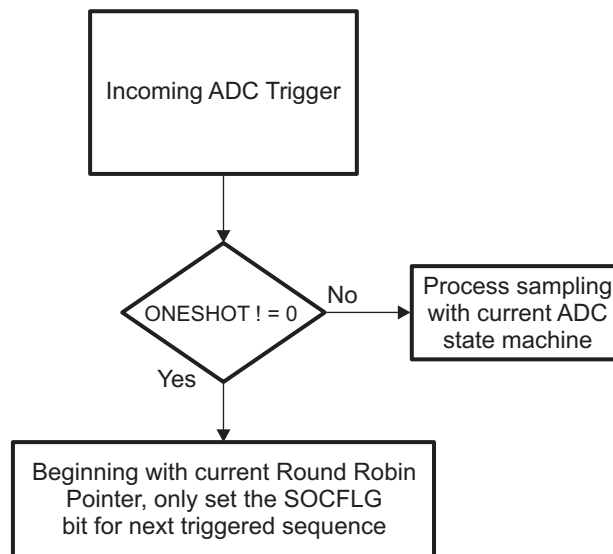 Incoming ADC Trigger
ONESHOT ! = 0
No
Process sampling
with current ADC
state machine
Yes
Beginning with current Round Robin
Pointer, only set the SOCFLG
bit for next triggered sequence